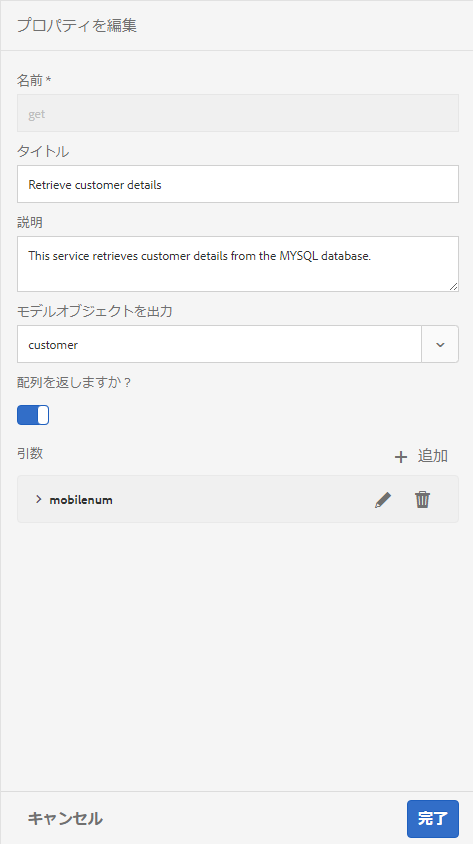 プロパティを編集
名前 *
get
タイトル
Retrieve customer details
説明
This service retrieves customer details from the MYSQL database.
モデルオブジェクトを出力
customer
配列を返しますか？
引数
追加
mobilenum
キャンセル
完了